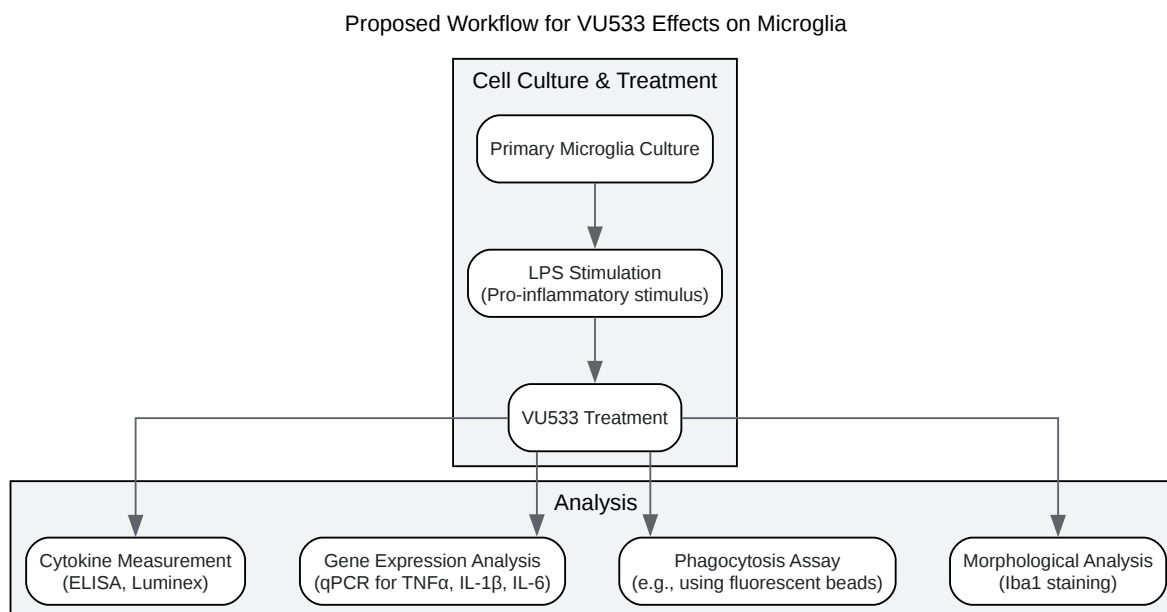 Proposed Workflow for VU533 Effects on Microglia
Cell Culture & Treatment
Primary Microglia Culture
LPS Stimulation
(Pro-inflammatory stimulus)
VU533 Treatment
Analysis
Cytokine Measurement
(ELISA, Luminex)
Gene Expression Analysis
(qPCR for TNFα, IL-1β, IL-6)
Phagocytosis Assay
(e.g., using fluorescent beads)
Morphological Analysis
(Iba1 staining)